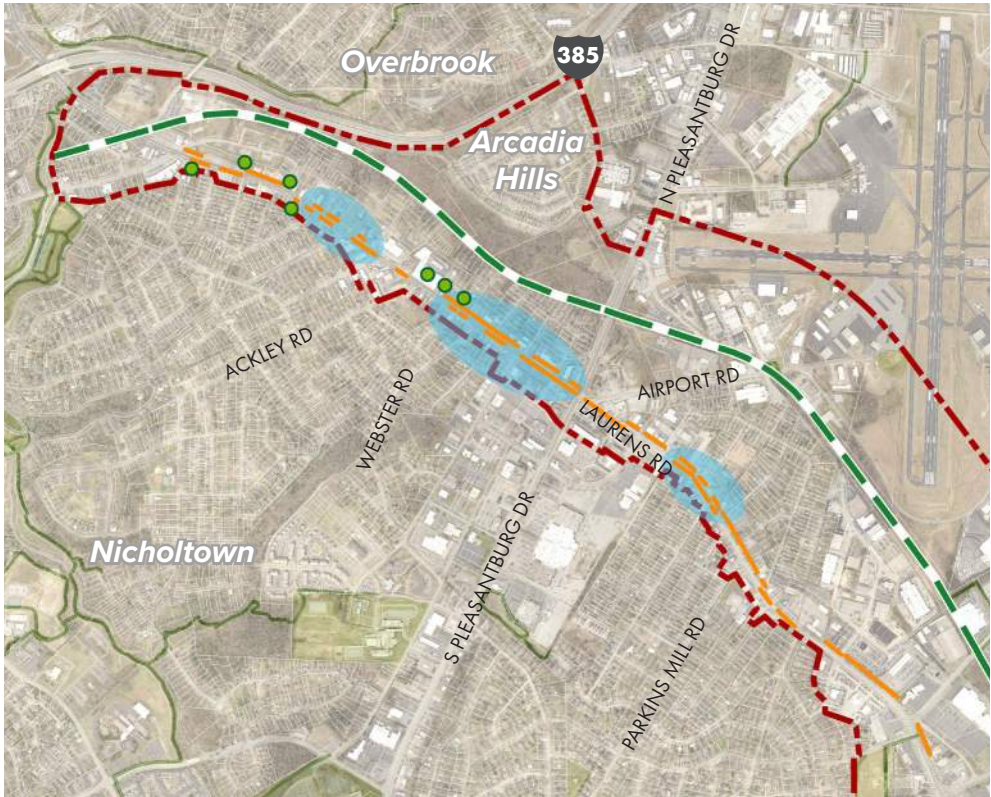 385
Overbrook
N PLEASANTBURG DR
Arcadia
Hills
ACKLEY RD
AIRPORT RD
WEBSTER RD
LAURENS RD
S PLEASANTBURG DR
Nicholtown
PARKINS MILL RD